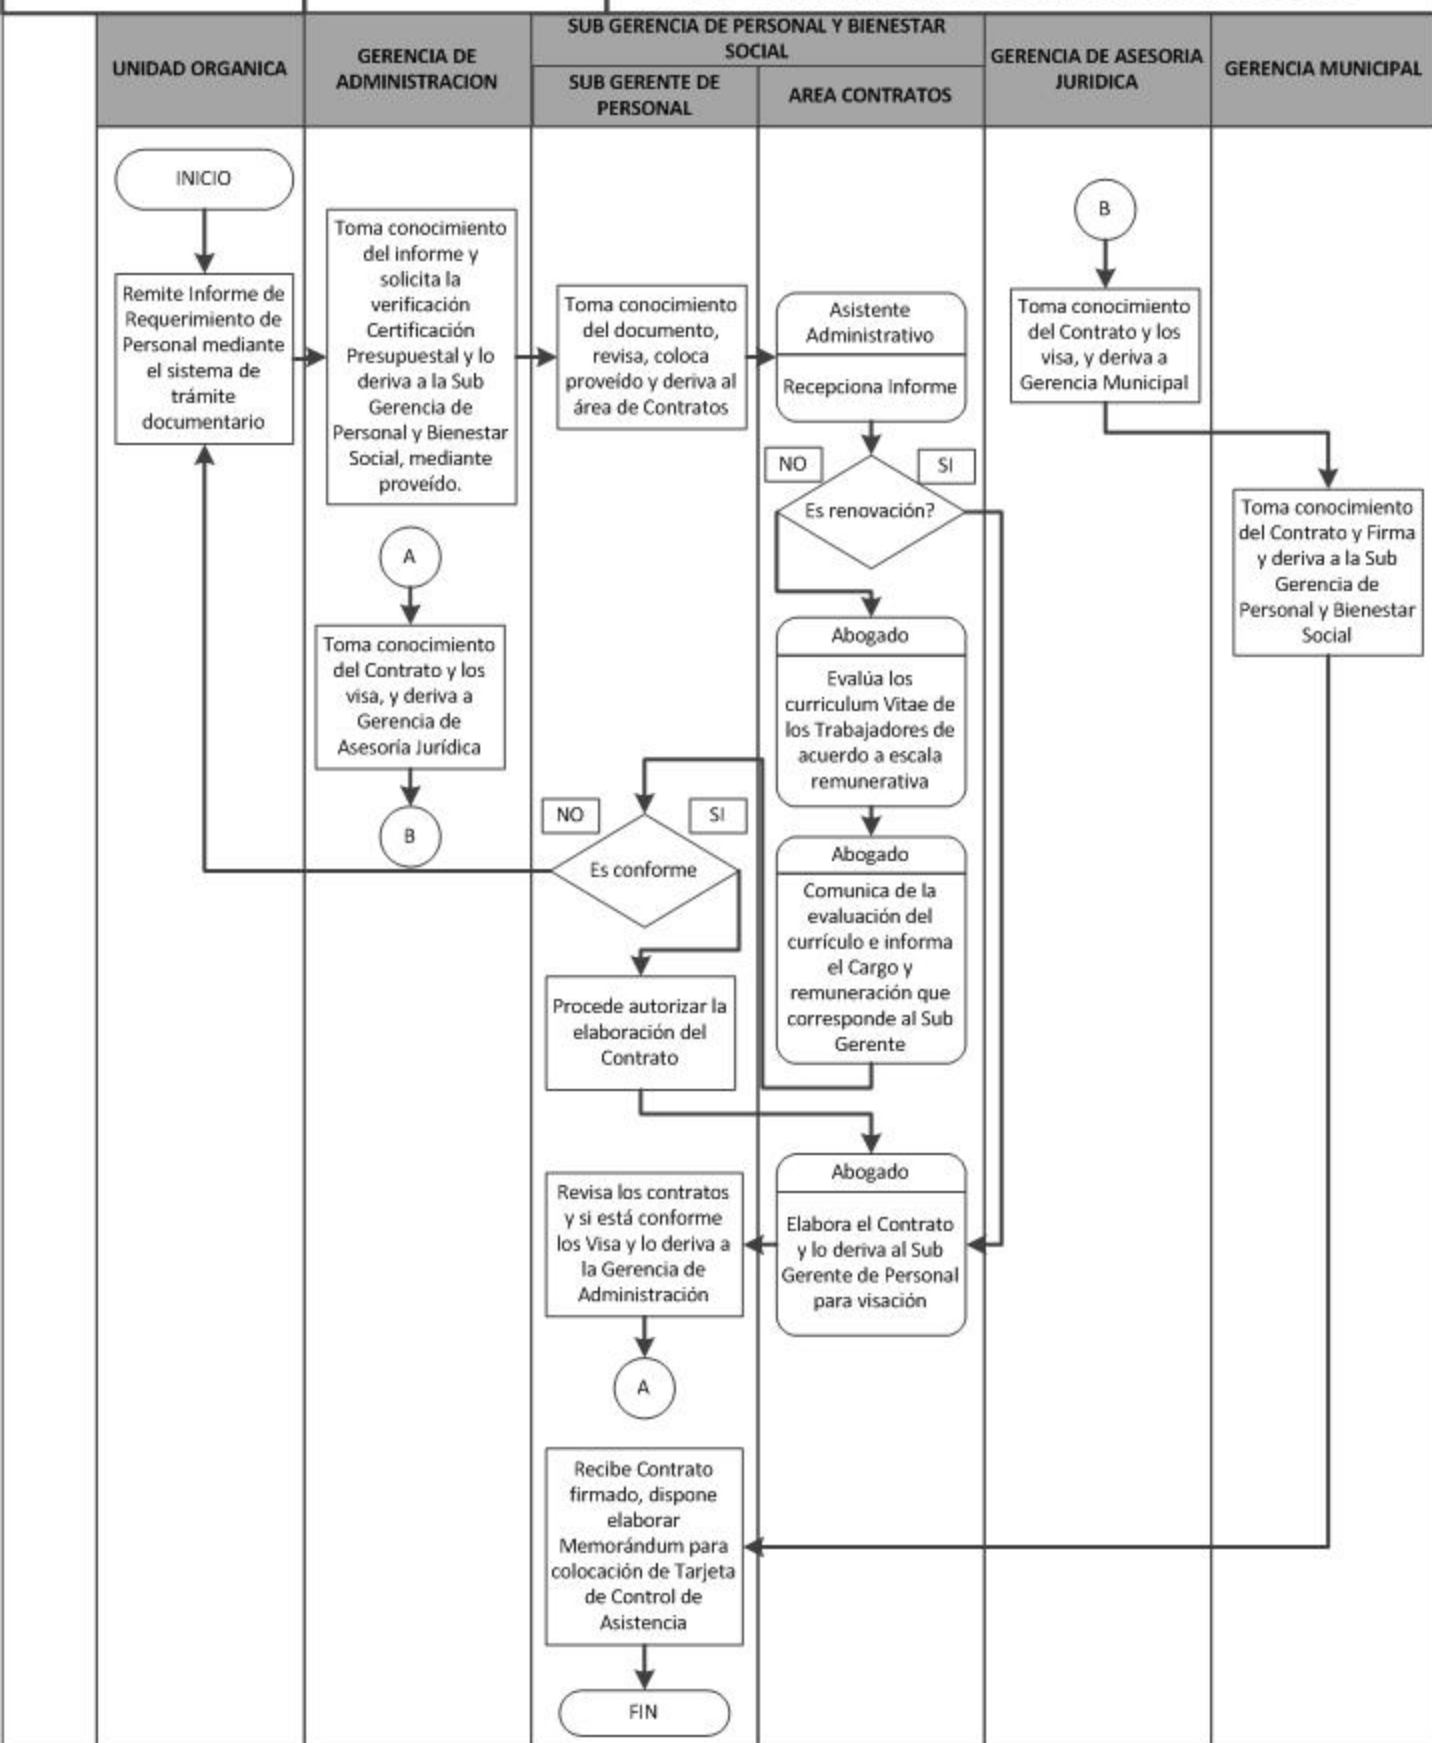 UNIDAD ORGANICA
GERENCIA DE
ADMINISTRACION
SUB GERENCIA DE PERSONAL Y BIENESTAR
SOCIAL
SUB GERENTE DE
PERSONAL
AREA CONTRATOS
GERENCIA DE ASESORIA
JURIDICA
GERENCIA MUNICIPAL
INICIO
Remite Informe de
Requerimiento de
Personal mediante
el sistema de
trámite
documentario
Toma conocimiento
del informe y
solicita la
verificación
Certificación
Presupuestal y lo
deriva a la Sub
Gerencia de
Personal y Bienestar
Social, mediante
proveído.
Toma conocimiento
del documento,
revisa, coloca
proveído y deriva al
área de Contratos
Asistente
Administrativo
Recepciona Informe
NO
SI
Es renovación?
Abogado
Evalúa los
curriculum Vitae de
los Trabajadores de
acuerdo a escala
remunerativa
Abogado
Comunica de la
evaluación del
currículo e informa
el Cargo y
remuneración que
corresponde al Sub
Gerente
NO
SI
Es conforme
Procede autorizar la
elaboración del
Contrato
Abogado
Elabora el Contrato
y lo deriva al Sub
Gerente de Personal
para visación
Revisa los contratos
y si está conforme
los Visa y lo deriva a
la Gerencia de
Administración
A
A
Toma conocimiento
del Contrato y los
visa, y deriva a
Gerencia de
Asesoría Jurídica
B
B
Toma conocimiento
del Contrato y los
visa, y deriva a
Gerencia Municipal
Toma conocimiento
del Contrato y Firma
y deriva a la Sub
Gerencia de
Personal y Bienestar
Social
Recibe Contrato
firmado, dispone
elaborar
Memorándum para
colocación de Tarjeta
de Control de
Asistencia
FIN